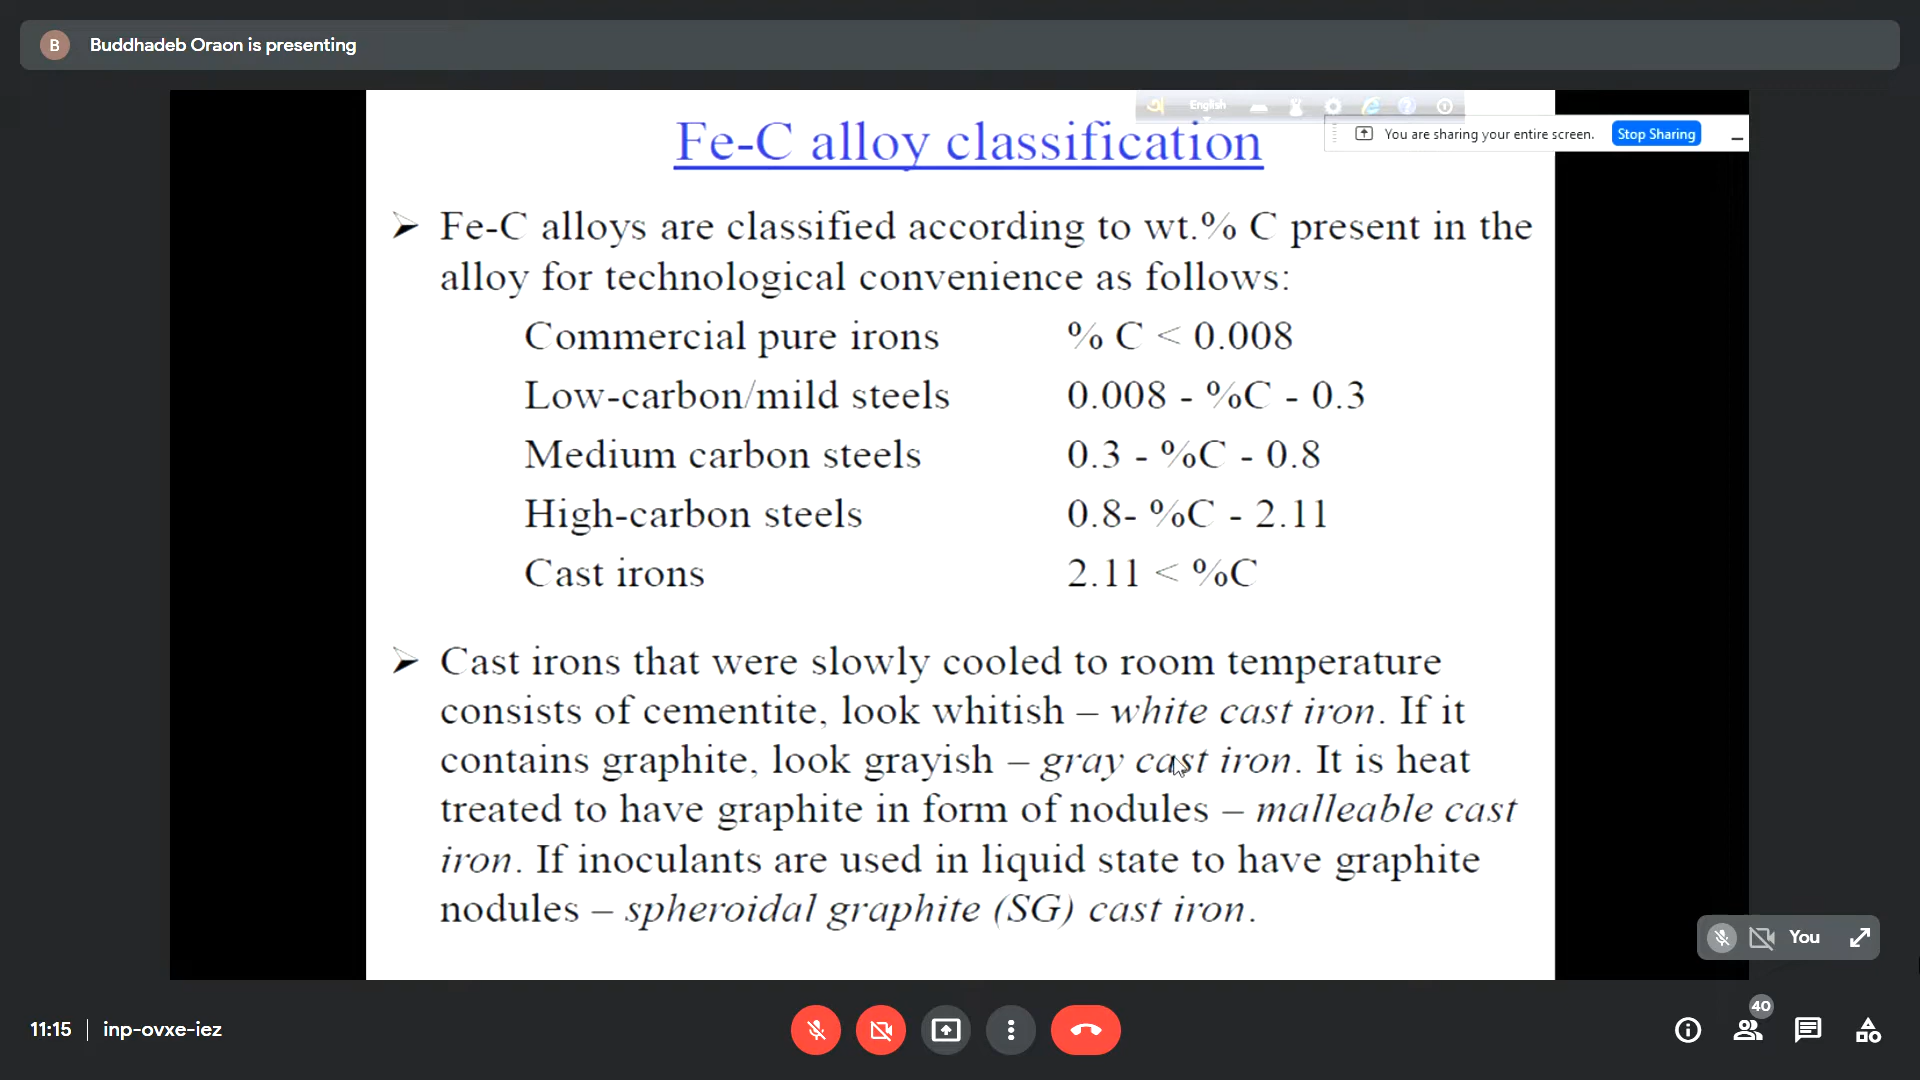 B Buddhadeb Oraon is presenting
English
You are sharing your entire screen. Stop Sharing
Fe-C alloy classification
➢ Fe-C alloys are classified according to wt.% C present in the
alloy for technological convenience as follows:
Commercial pure irons % C < 0.008
Low-carbon/mild steels 0.008 - %C - 0.3
Medium carbon steels 0.3 - %C - 0.8
High-carbon steels 0.8- %C - 2.11
Cast irons 2.11 < %C
➢ Cast irons that were slowly cooled to room temperature
consists of cementite, look whitish – white cast iron. If it
contains graphite, look grayish – gray cast iron. It is heat
treated to have graphite in form of nodules – malleable cast
iron. If inoculants are used in liquid state to have graphite
nodules – spheroidal graphite (SG) cast iron.
You
11:15 | inp-ovxe-iez
40